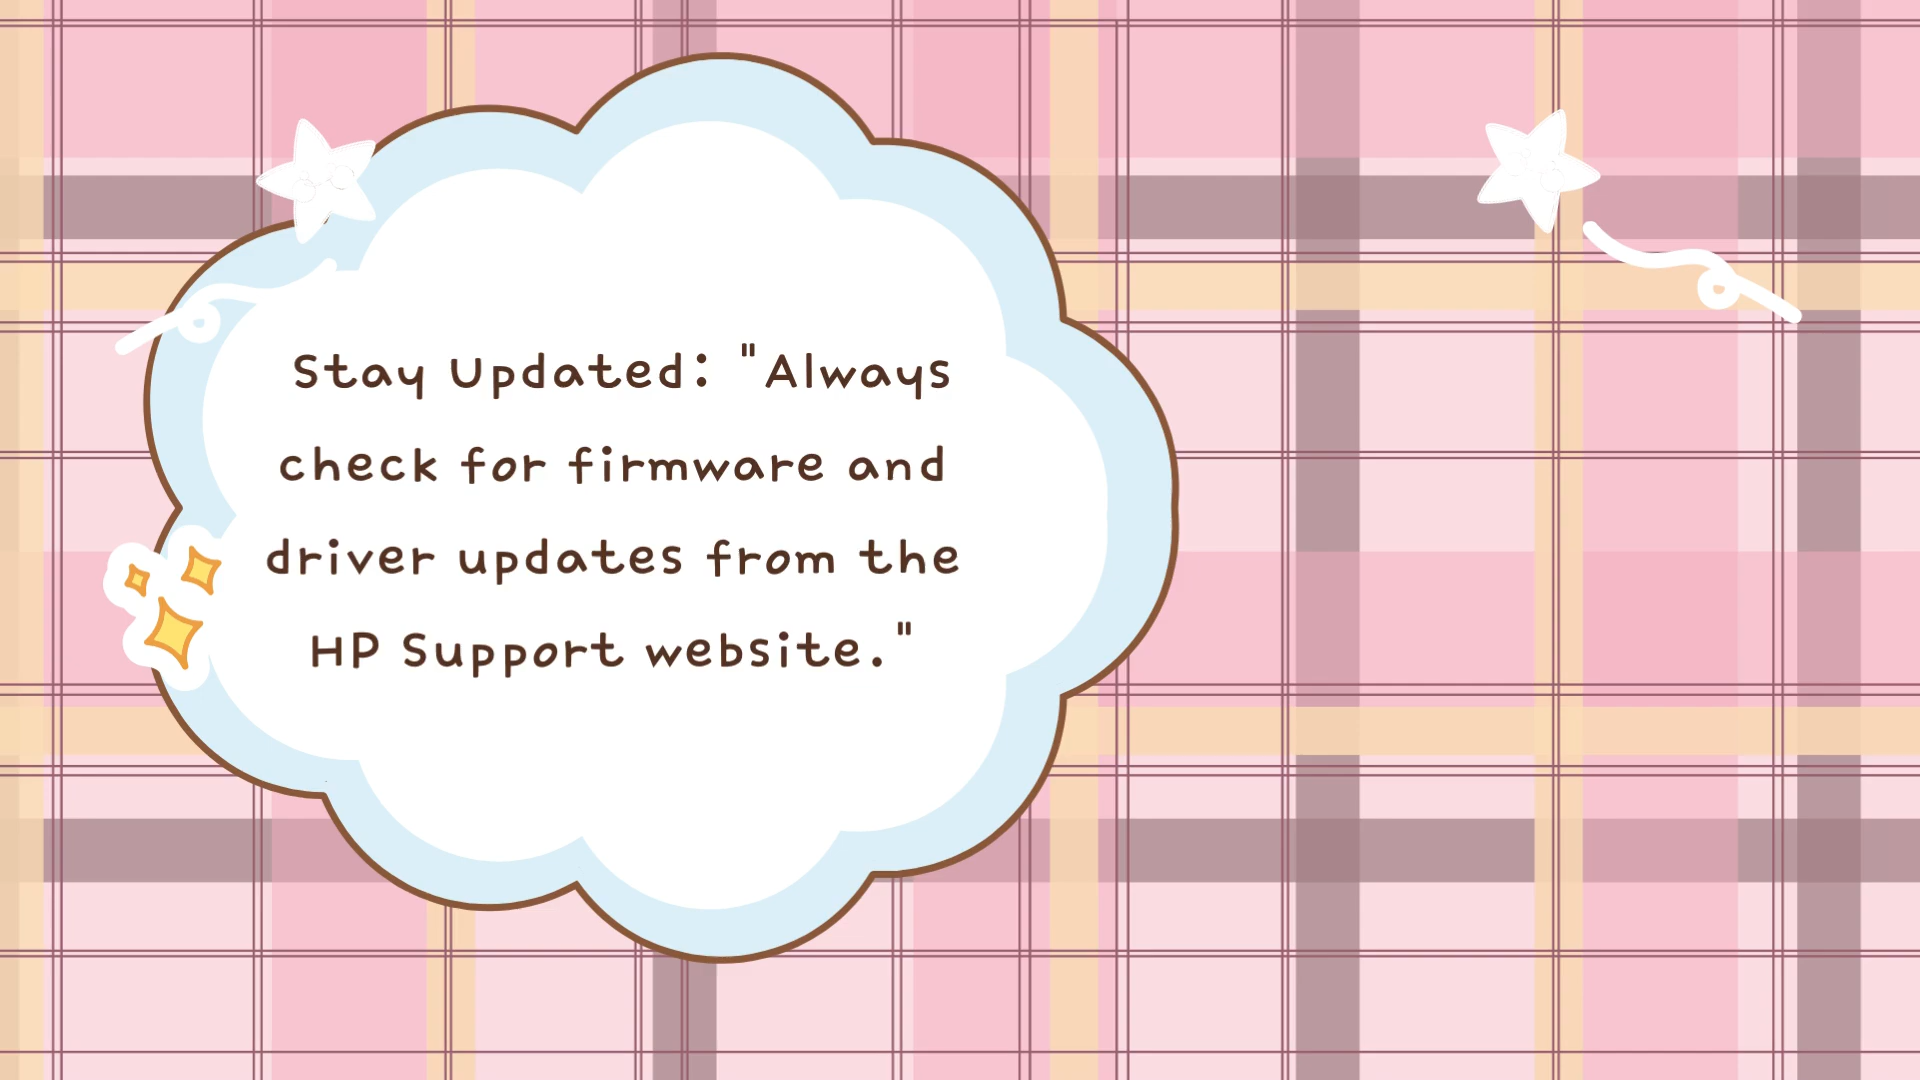 Stay Updated: "Always
check for firmware and
driver updates from the
HP Support website."